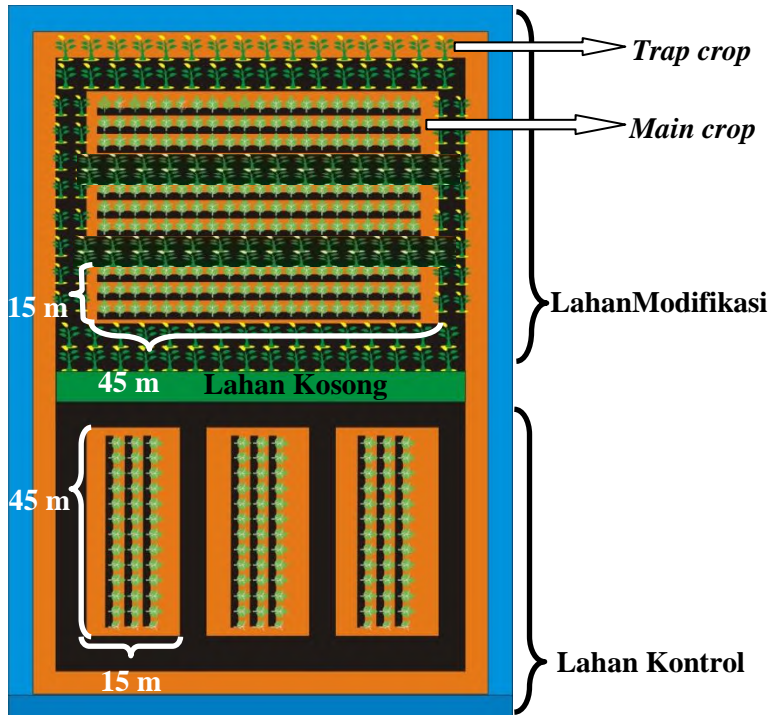 Trap crop
Main crop
15 m
LahanModifikasi
45 m
Lahan Kosong
45 m
Lahan Kontrol
15 m